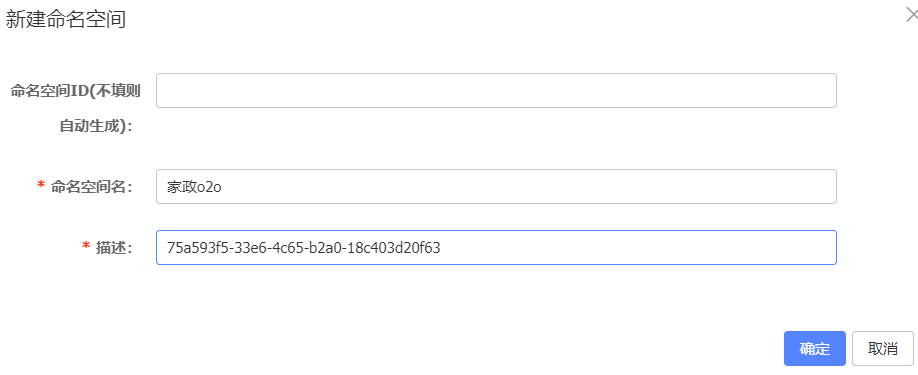 新建命名空间
命名空间ID(不填则
自动生成):
* 命名空间名:
家政o2o
* 描述:
75a593f5-33e6-4c65-b2a0-18c403d20f63
确定
取消